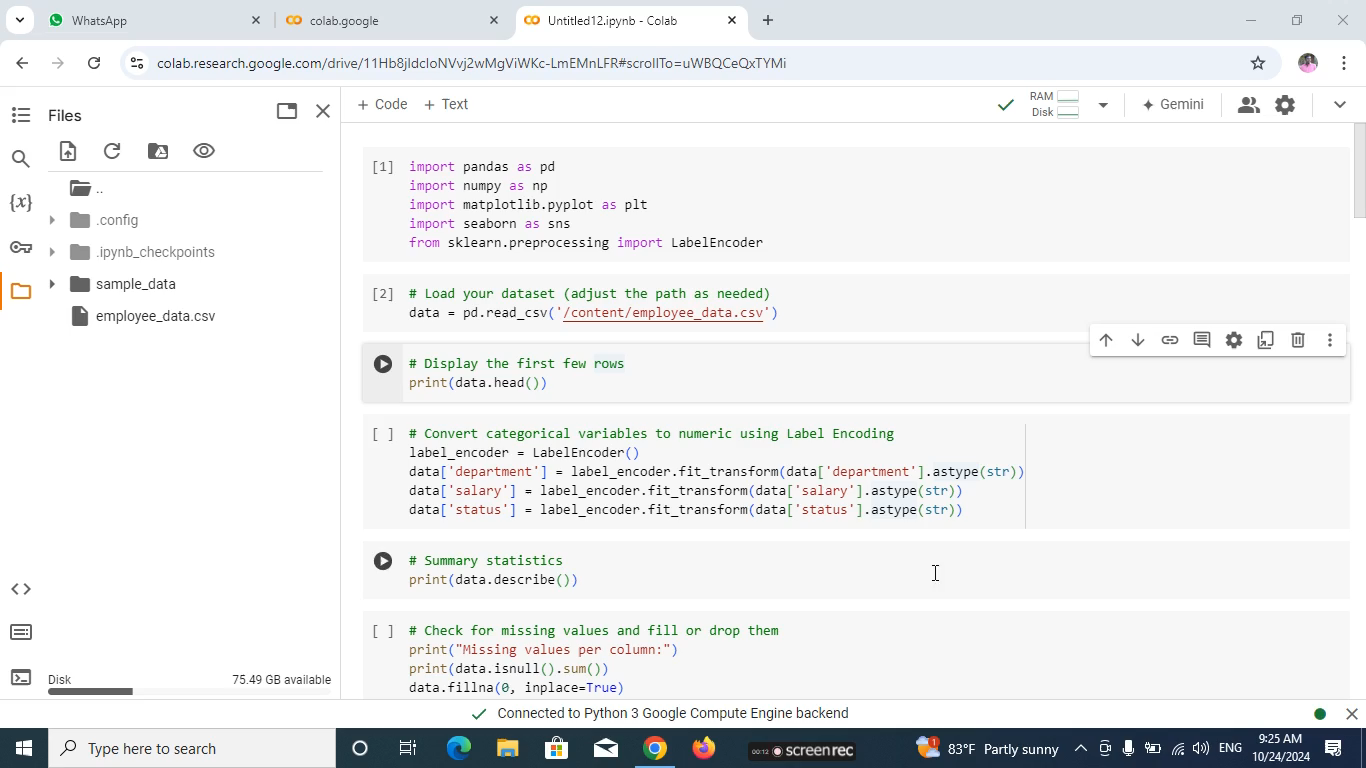 WhatsApp
colab.google
Untitled12.ipynb - Colab
colab.research.google.com/drive/11Hb8jIdcIoNVvj2wMgViWKc-LmEMnLFR#scrollTo=uWBQCeQxTYMi
Files
+ Code + Text
RAM
Disk
Gemini
..
.config
.ipynb_checkpoints
sample_data
employee_data.csv
[1] import pandas as pd
import numpy as np
import matplotlib.pyplot as plt
import seaborn as sns
from sklearn.preprocessing import LabelEncoder
[2] # Load your dataset (adjust the path as needed)
data = pd.read_csv('/content/employee_data.csv')
# Display the first few rows
print(data.head())
[ ] # Convert categorical variables to numeric using Label Encoding
label_encoder = LabelEncoder()
data['department'] = label_encoder.fit_transform(data['department'].astype(str))
data['salary'] = label_encoder.fit_transform(data['salary'].astype(str))
data['status'] = label_encoder.fit_transform(data['status'].astype(str))
# Summary statistics
print(data.describe())
[ ] # Check for missing values and fill or drop them
print("Missing values per column:")
print(data.isnull().sum())
data.fillna(0, inplace=True)
Disk 75.49 GB available
Connected to Python 3 Google Compute Engine backend
Type here to search
00:12 screenrec
1
83°F Partly sunny
ENG
9:25 AM
10/24/2024